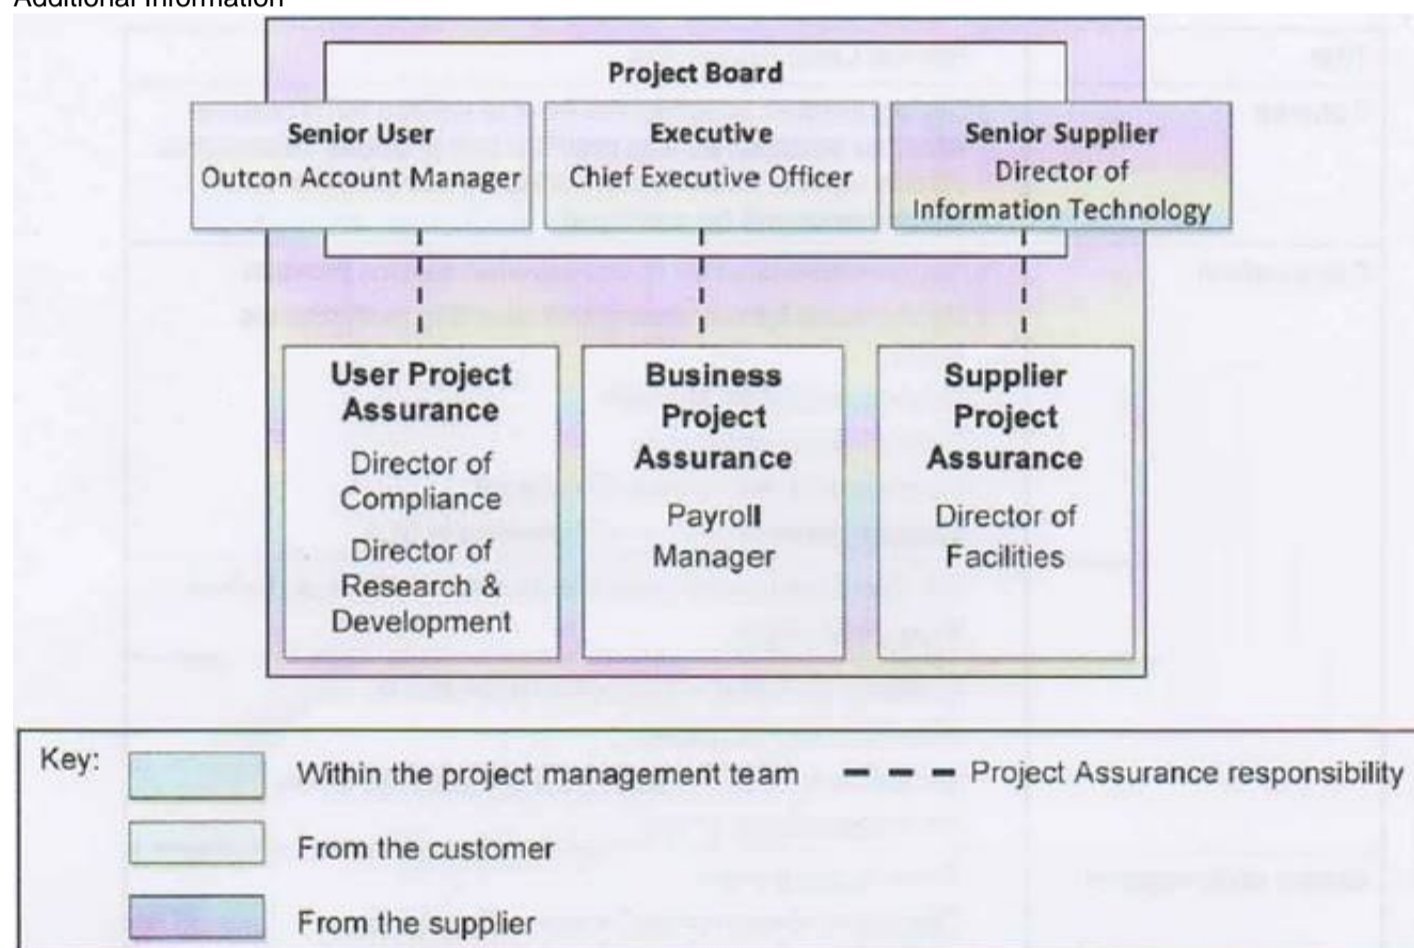 Additional Information
Project Board
Senior User
Outcon Account Manager
Executive
Chief Executive Officer
Senior Supplier
Director of
Information Technology
User Project
Assurance
Director of
Compliance
Director of
Research &
Development
Business
Project
Assurance
Payroll
Manager
Supplier
Project
Assurance
Director of
Facilities
Key:
Within the project management team
Project Assurance responsibility
From the customer
From the supplier